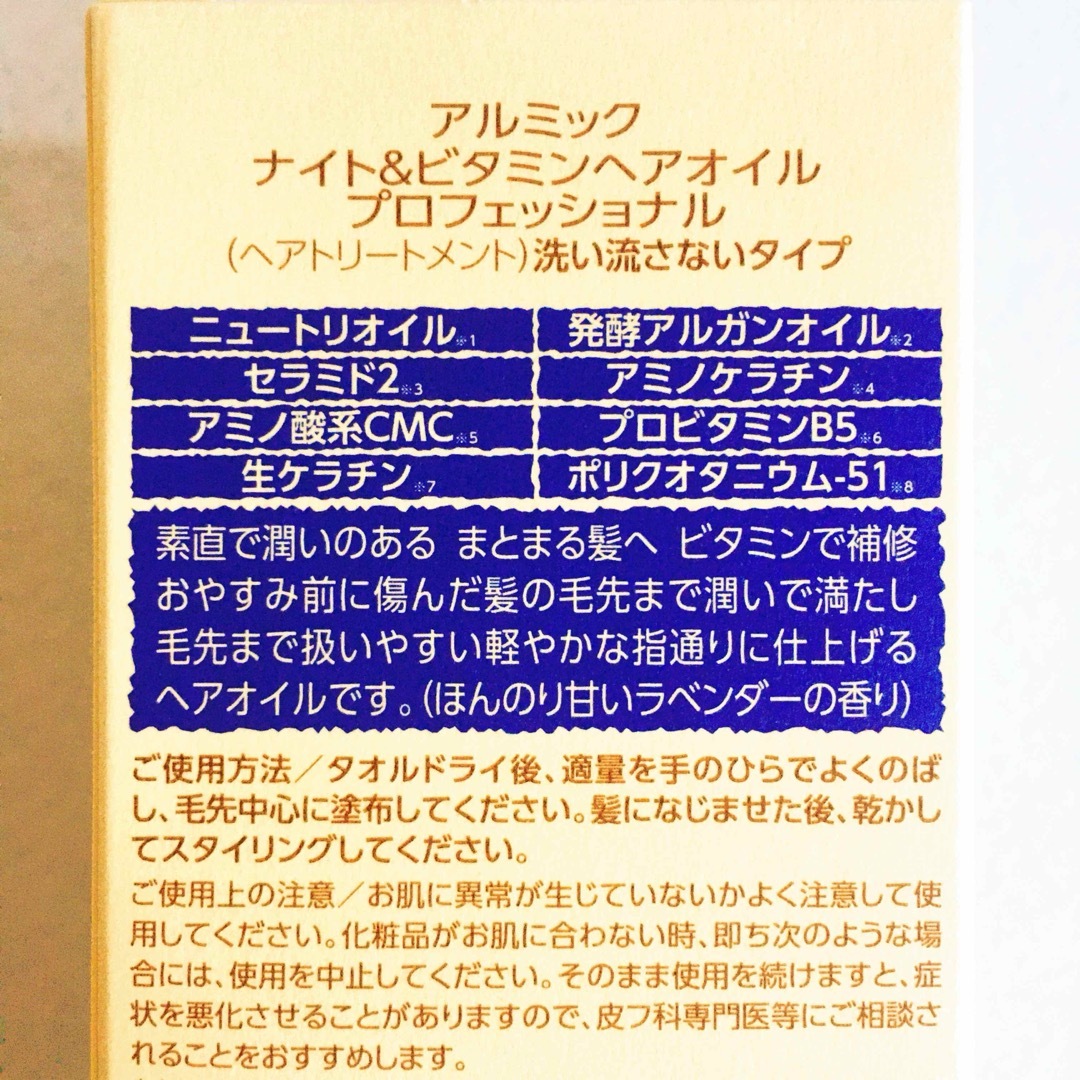 アルミック
ナイト&ビタミンヘアオイル
プロフェッショナル
(ヘアトリートメント)洗い流さないタイプ
ニュートリオイル※1 発酵アルガンオイル※2
セラミド2※3 アミノケラチン※4
アミノ酸系CMC※5 プロビタミンB5※6
生ケラチン※7 ポリクオタニウム-51※8
素直で潤いのある まとまる髪へ ビタミンで補修
おやすみ前に傷んだ髪の毛先まで潤いで満たし
毛先まで扱いやすい軽やかな指通りに仕上げる
ヘアオイルです。(ほんのり甘いラベンダーの香り)
ご使用方法／タオルドライ後、適量を手のひらでよくのば
し、毛先中心に塗布してください。髪になじませた後、乾かし
てスタイリングしてください。
ご使用上の注意／お肌に異常が生じていないかよく注意して使
用してください。化粧品がお肌に合わない時、即ち次のような場
合には、使用を中止してください。そのまま使用を続けますと、症
状を悪化させることがありますので、皮フ科専門医等にご相談さ
れることをおすすめします。